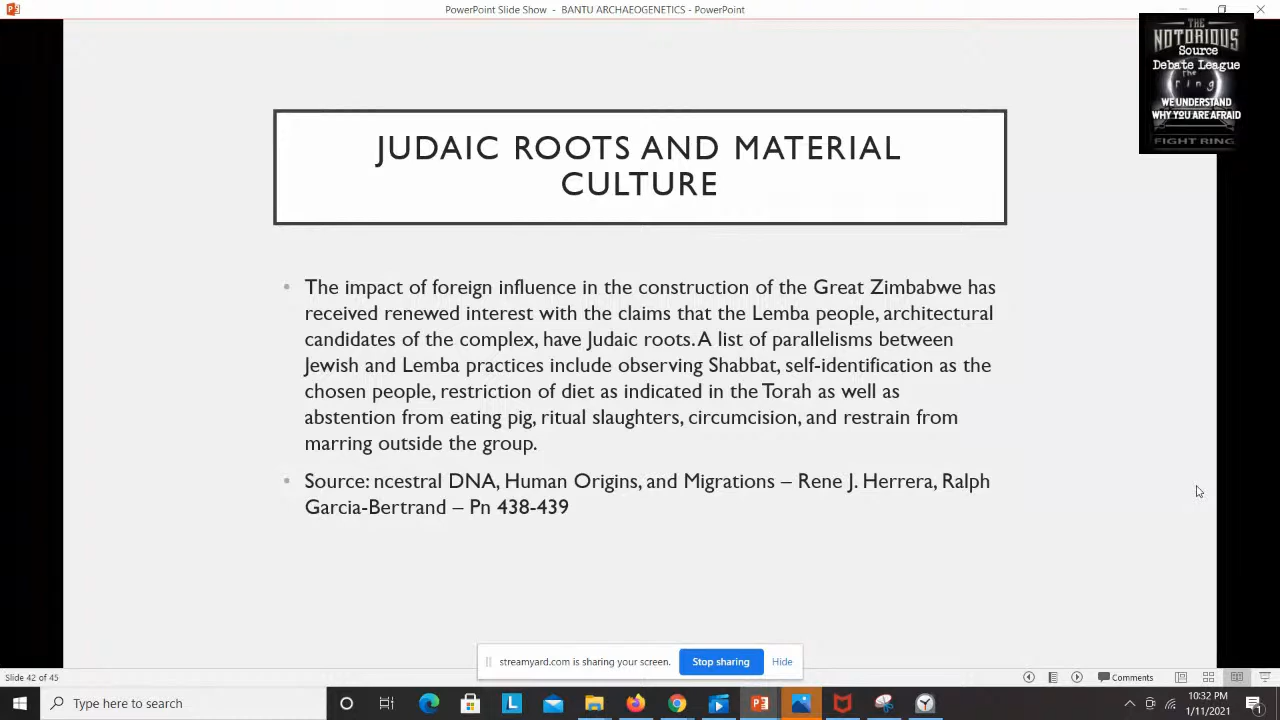 PowerPoint Slide Show - BANTU ARCHAEOGENETICS - PowerPoint
THE
NOTORIOUS
Source
Debate League
the
ring
WE UNDERSTAND
WHY YOU ARE AFRAID
FIGHT RING
JUDAIC ROOTS AND MATERIAL
CULTURE
The impact of foreign influence in the construction of the Great Zimbabwe has
received renewed interest with the claims that the Lemba people, architectural
candidates of the complex, have Judaic roots. A list of parallelisms between
Jewish and Lemba practices include observing Shabbat, self-identification as the
chosen people, restriction of diet as indicated in the Torah as well as
abstention from eating pig, ritual slaughters, circumcision, and restrain from
marring outside the group.
Source: ncestral DNA, Human Origins, and Migrations – Rene J. Herrera, Ralph
Garcia-Bertrand – Pn 438-439
streamyard.com is sharing your screen. Stop sharing Hide
Slide 42 of 45 Comments
Type here to search
10:32 PM
1/11/2021
1